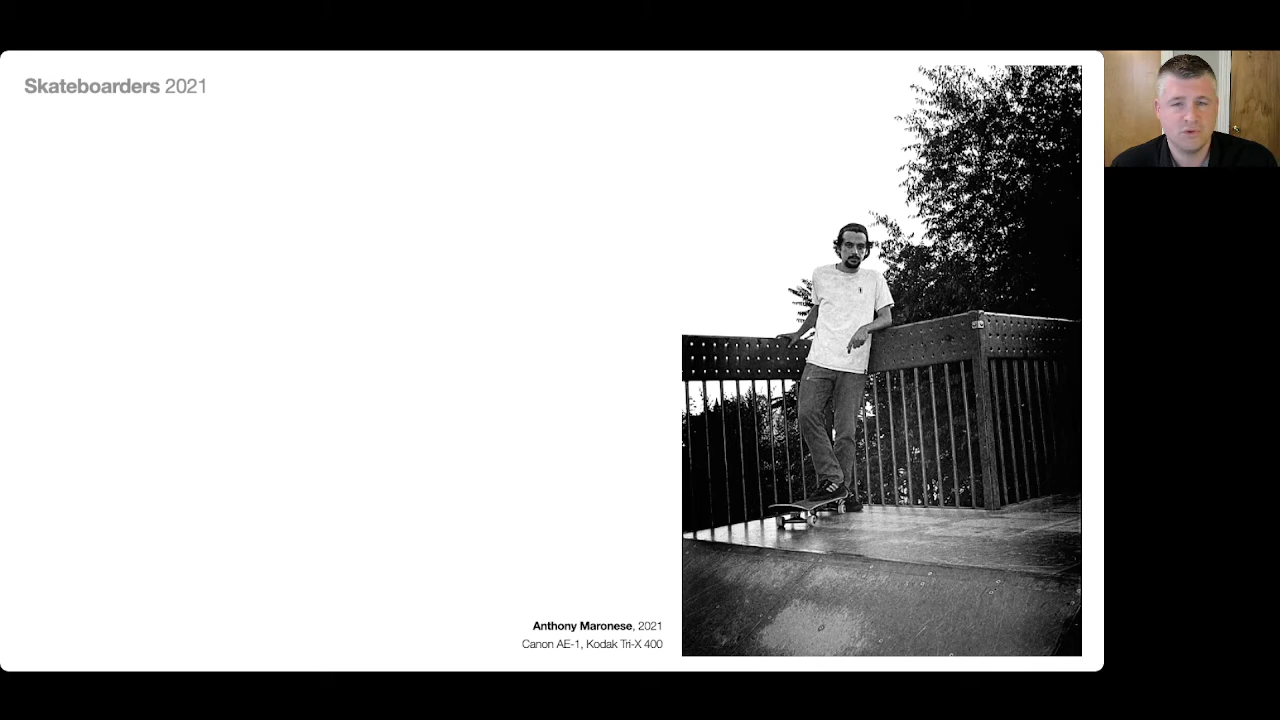 Skateboarders 2021
Anthony Maronese, 2021
Canon AE-1, Kodak Tri-X 400